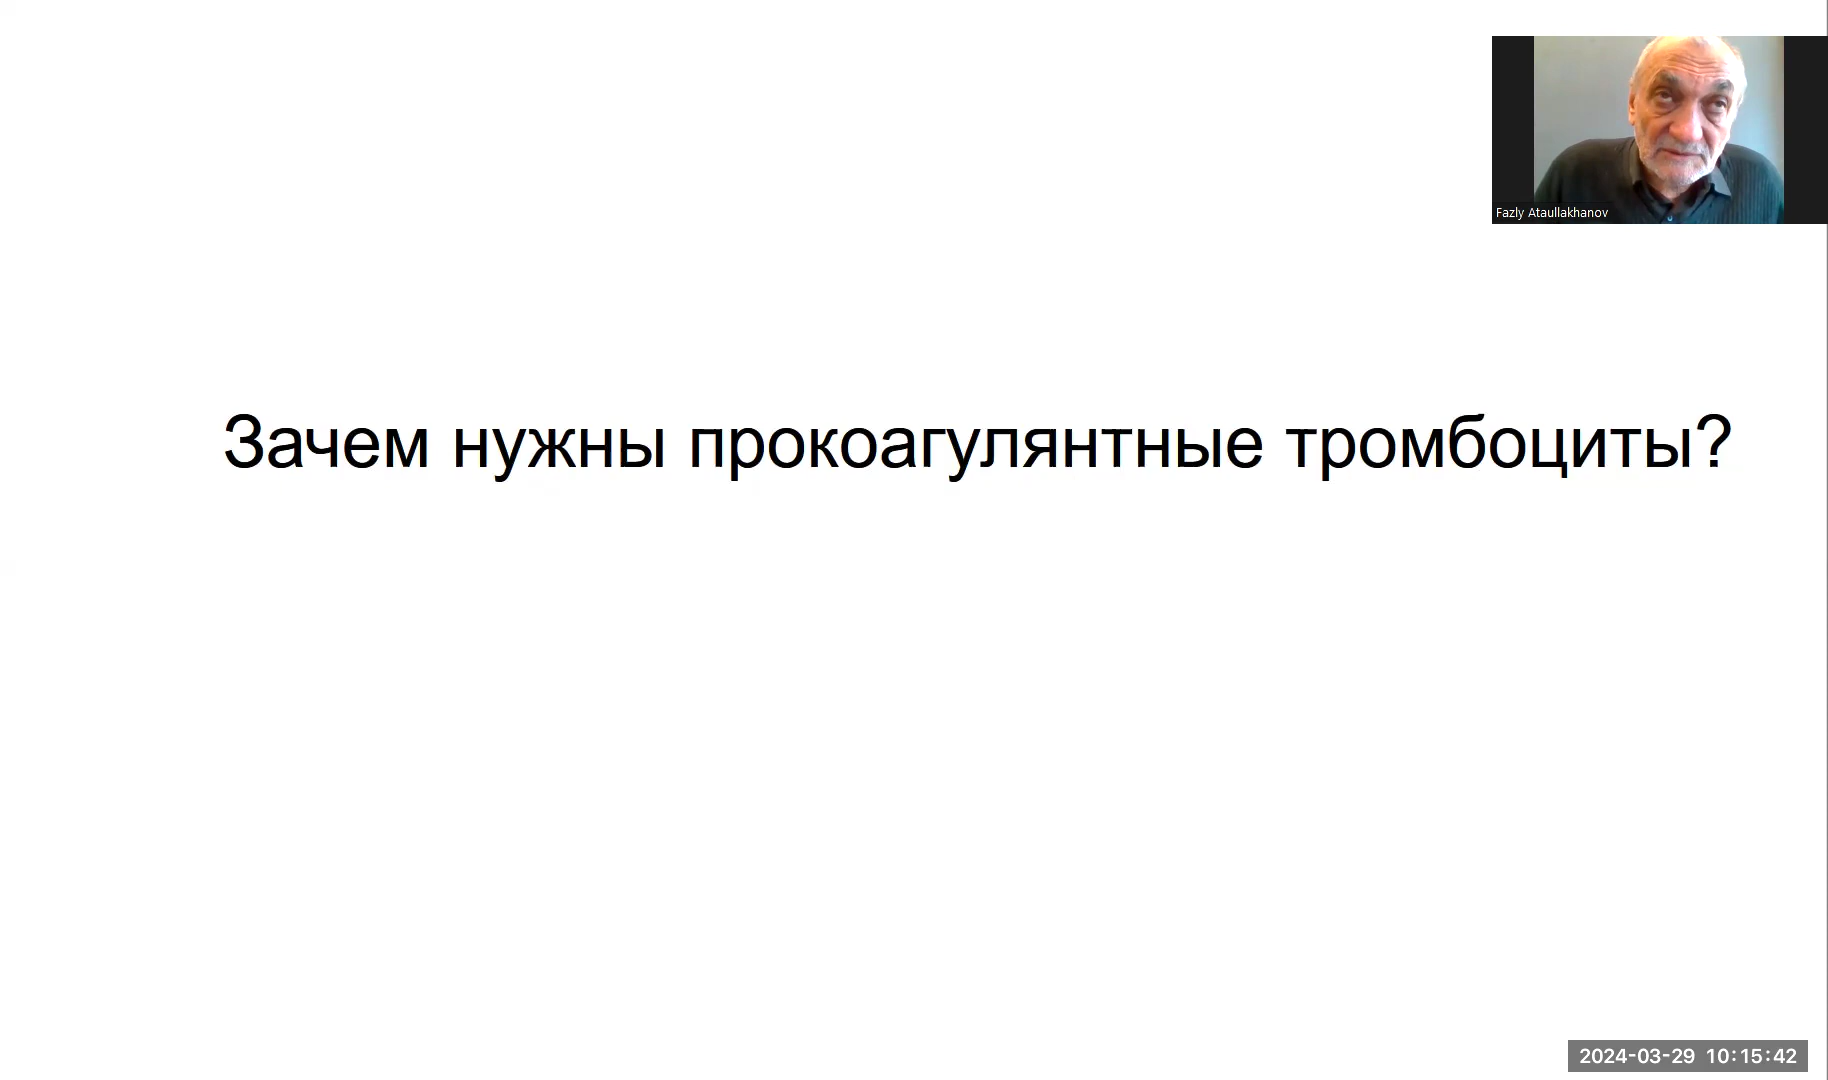 Fazly Ataullakhanov
Зачем нужны прокоагулянтные тромбоциты?
2024-03-29 10:15:42